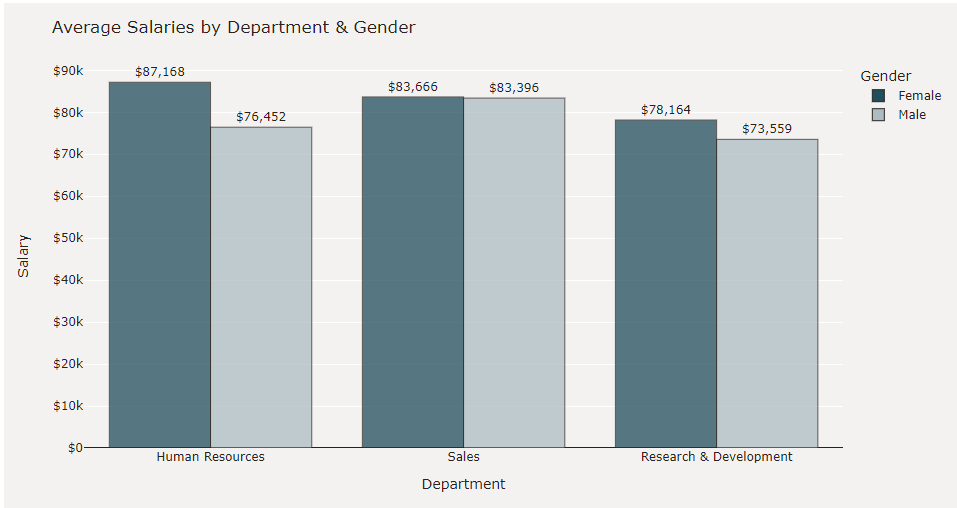 Average Salaries by Department & Gender
$87,168
$76,452
$83,666
$83,396
$78,164
$73,559
$90k
$80k
$70k
$60k
$50k
$40k
$30k
$20k
$10k
$0
Salary
Human Resources
Sales
Research & Development
Department
Gender
Female
Male